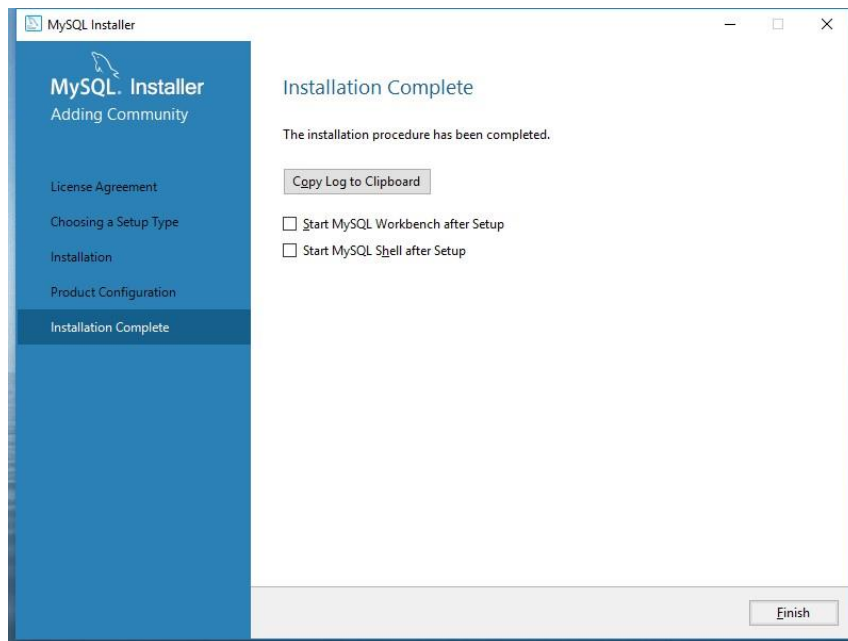 MySQL Installer
MySQL. Installer
Adding Community
License Agreement
Choosing a Setup Type
Installation
Product Configuration
Installation Complete
Installation Complete
The installation procedure has been completed.
Copy Log to Clipboard
Start MySQL Workbench after Setup
Start MySQL Shell after Setup
Finish